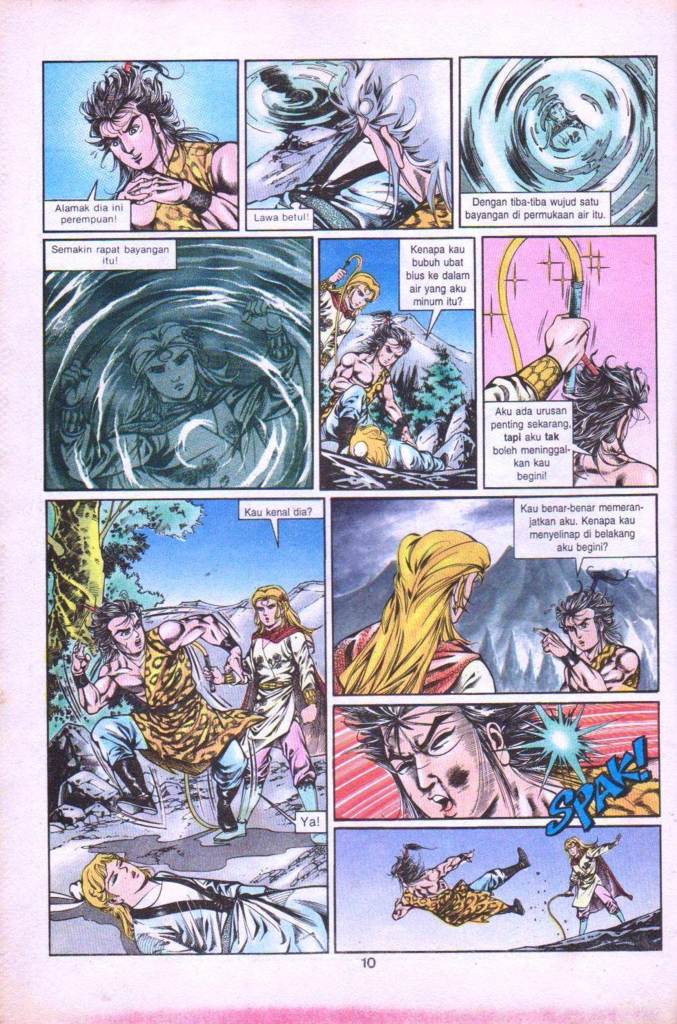 Alamak dia ini
perempuan!
Lawa betul!
Dengan tiba-tiba wujud satu
bayangan di permukaan air itu.
Semakin rapat bayangan
itu!
Kenapa kau
bubuh ubat
bius ke dalam
air yang aku
minum itu?
Aku ada urusan
penting sekarang,
tapi aku tak
boleh meninggal-
kan kau
begini!
Kau kenal dia?
Ya!
Kau benar-benar memeran-
jatkan aku. Kenapa kau
menyelinap di belakang
aku begini?
SPAK!
10